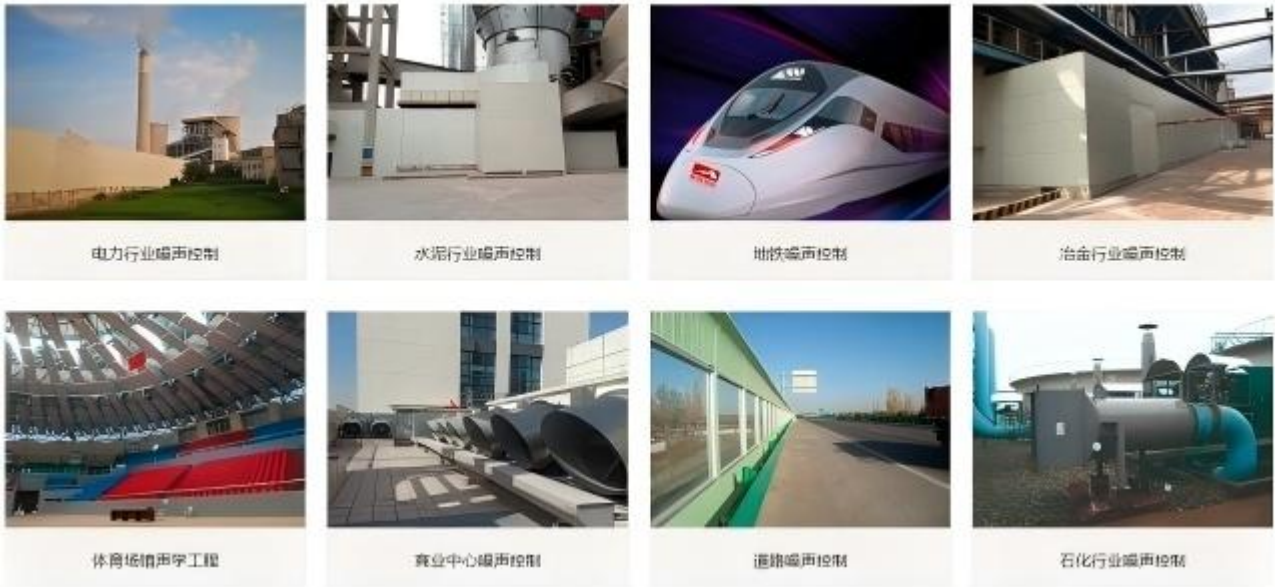 电力行业噪声控制
水泥行业噪声控制
地铁噪声控制
冶金行业噪声控制
体育场馆声学工程
商业中心噪声控制
道路噪声控制
石化行业噪声控制